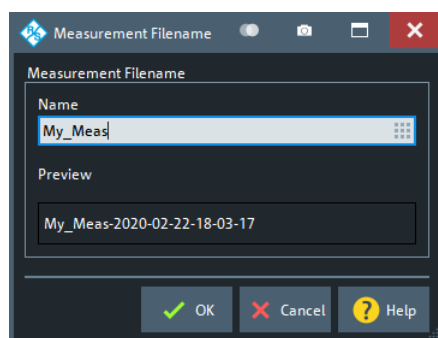 R&S
Measurement Filename
Measurement Filename
Name
My_Meas
Preview
My_Meas-2020-02-22-18-03-17
OK
Cancel
? Help